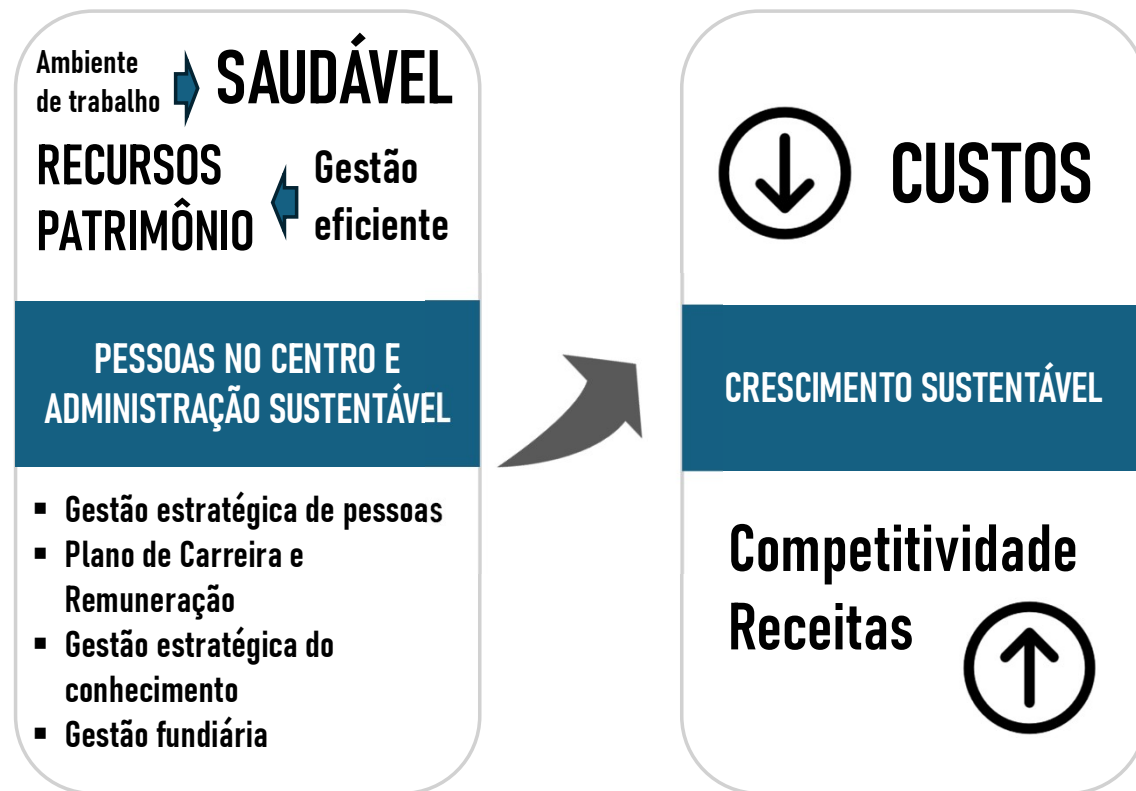 Ambiente
de trabalho
SAUDÁVEL
RECURSOS
PATRIMÔNIO
Gestão
eficiente
PESSOAS NO CENTRO E
ADMINISTRAÇÃO SUSTENTÁVEL
▪ Gestão estratégica de pessoas
▪ Plano de Carreira e
Remuneração
▪ Gestão estratégica do
conhecimento
▪ Gestão fundiária
CUSTOS
CRESCIMENTO SUSTENTÁVEL
Competitividade
Receitas